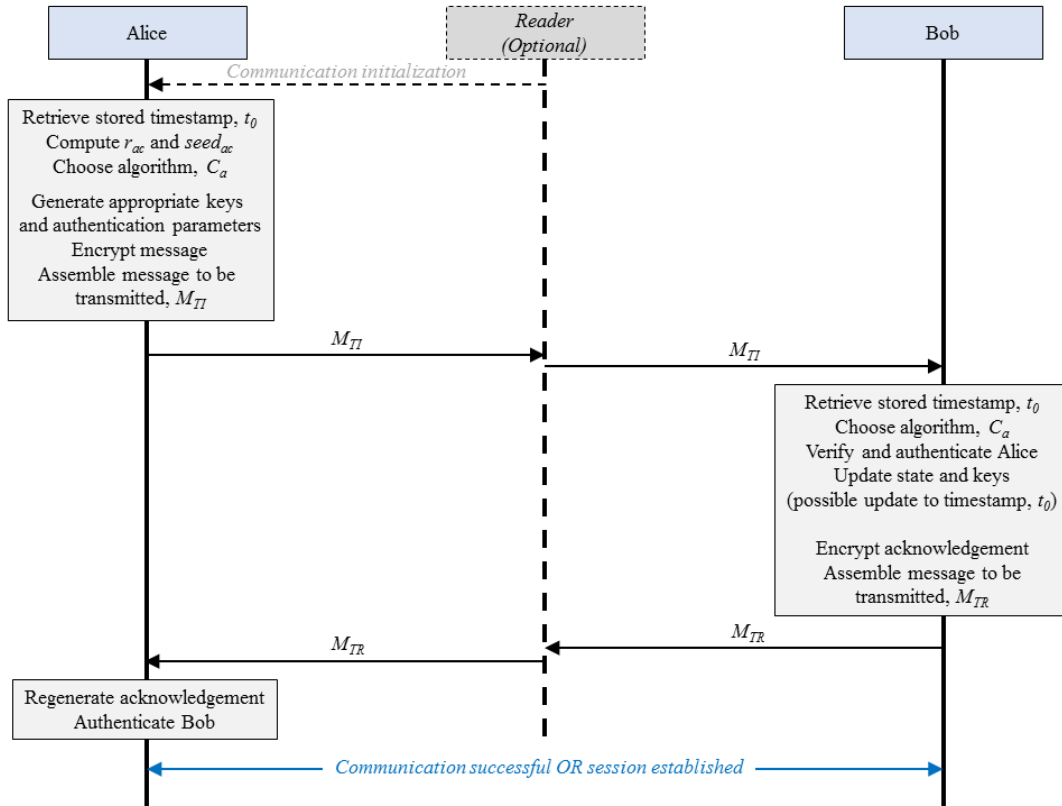 Alice
Reader
(Optional)
Bob
Communication initialization
Retrieve stored timestamp, t0
Compute rac and seedac
Choose algorithm, Ca
Generate appropriate keys
and authentication parameters
Encrypt message
Assemble message to be
transmitted, MTI
MTI
MTI
Retrieve stored timestamp, t0
Choose algorithm, Ca
Verify and authenticate Alice
Update state and keys
(possible update to timestamp, t0)
Encrypt acknowledgement
Assemble message to be
transmitted, MTR
MTR
MTR
Regenerate acknowledgement
Authenticate Bob
Communication successful OR session established